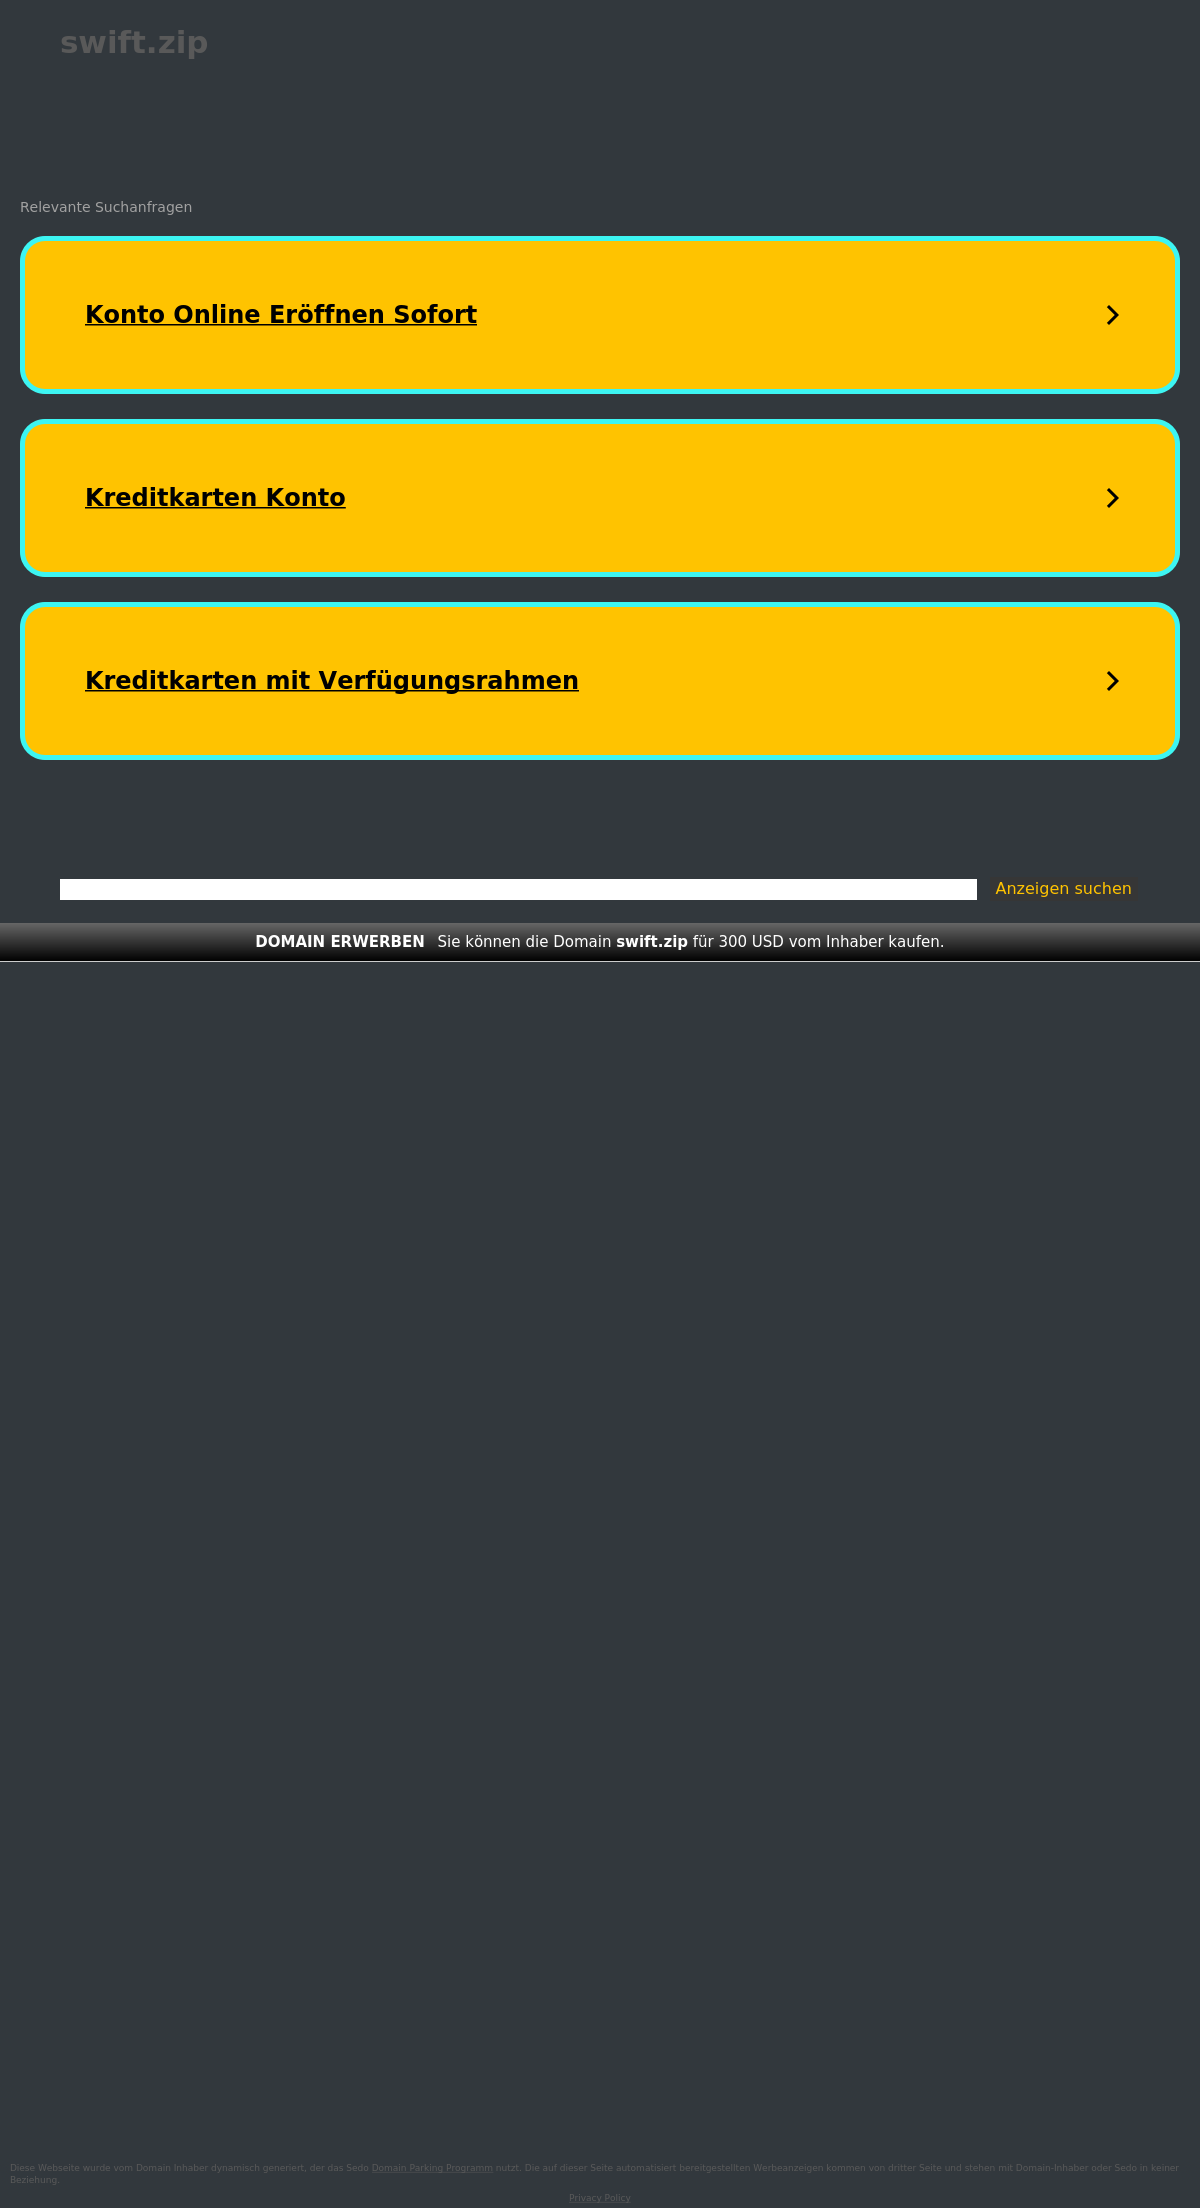 swift.zip
Relevante Suchanfragen
Konto Online Eröffnen Sofort
Kreditkarten Konto
Kreditkarten mit Verfügungsrahmen
Anzeigen suchen
DOMAIN ERWERBEN Sie können die Domain swift.zip für 300 USD vom Inhaber kaufen.
Diese Webseite wurde vom Domain Inhaber dynamisch generiert, der das Sedo Domain Parking Programm nutzt. Die auf dieser Seite automatisiert bereitgestellten Werbeanzeigen kommen von dritter Seite und stehen mit Domain-Inhaber oder Sedo in keiner
Beziehung.
Privacy Policy